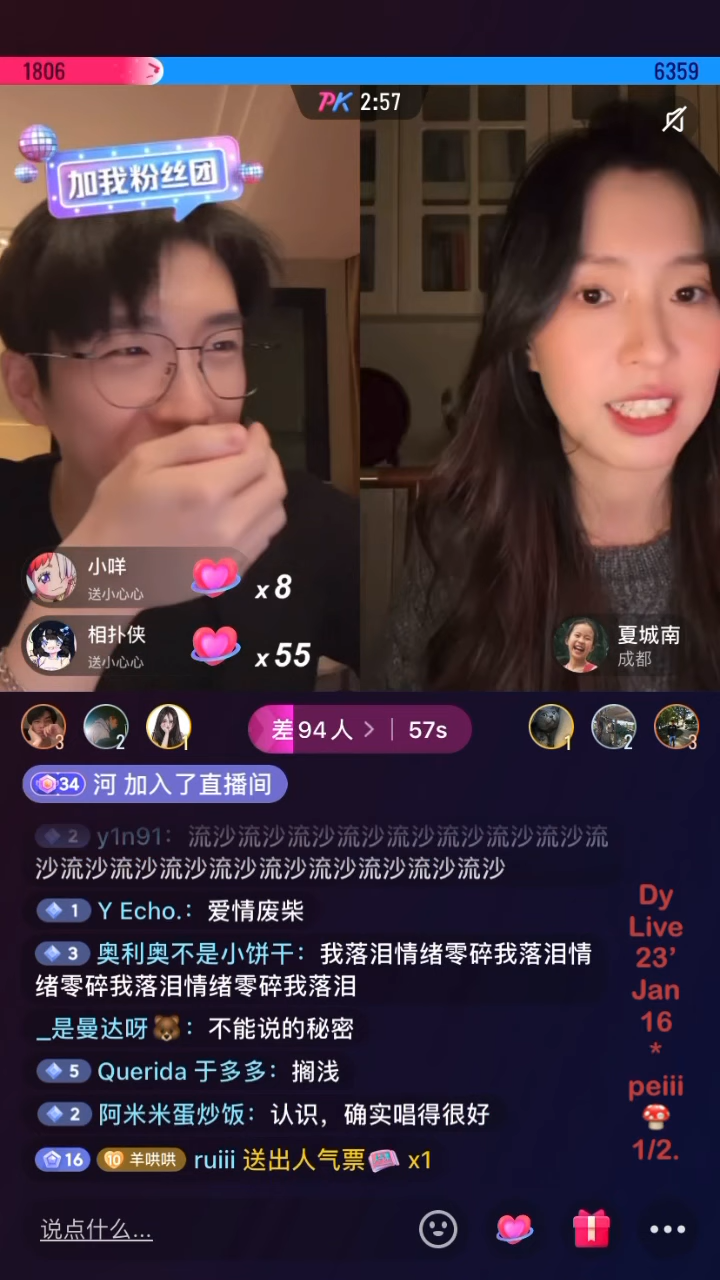 1806
6359
PK 2:57
加我粉丝团
小咩
送小心心
x 8
相扑侠
送小心心
x 55
夏城南
成都
3
2
1
差94人 > | 57s
1
2
3
34 河 加入了直播间
2 y1n91：流沙流沙流沙流沙流沙流沙流沙流沙流
沙流沙流沙流沙流沙流沙流沙流沙流沙流沙
1 Y Echo.：爱情废柴
3 奥利奥不是小饼干：我落泪情绪零碎我落泪情
绪零碎我落泪情绪零碎我落泪
_是曼达呀🐻：不能说的秘密
5 Querida 于多多：搁浅
2 阿米米蛋炒饭：认识，确实唱得很好
16 10 羊哄哄 ruiii 送出人气票 x1
Dy
Live
23’
Jan
16
*
peiii
🍄
1/2.
说点什么...